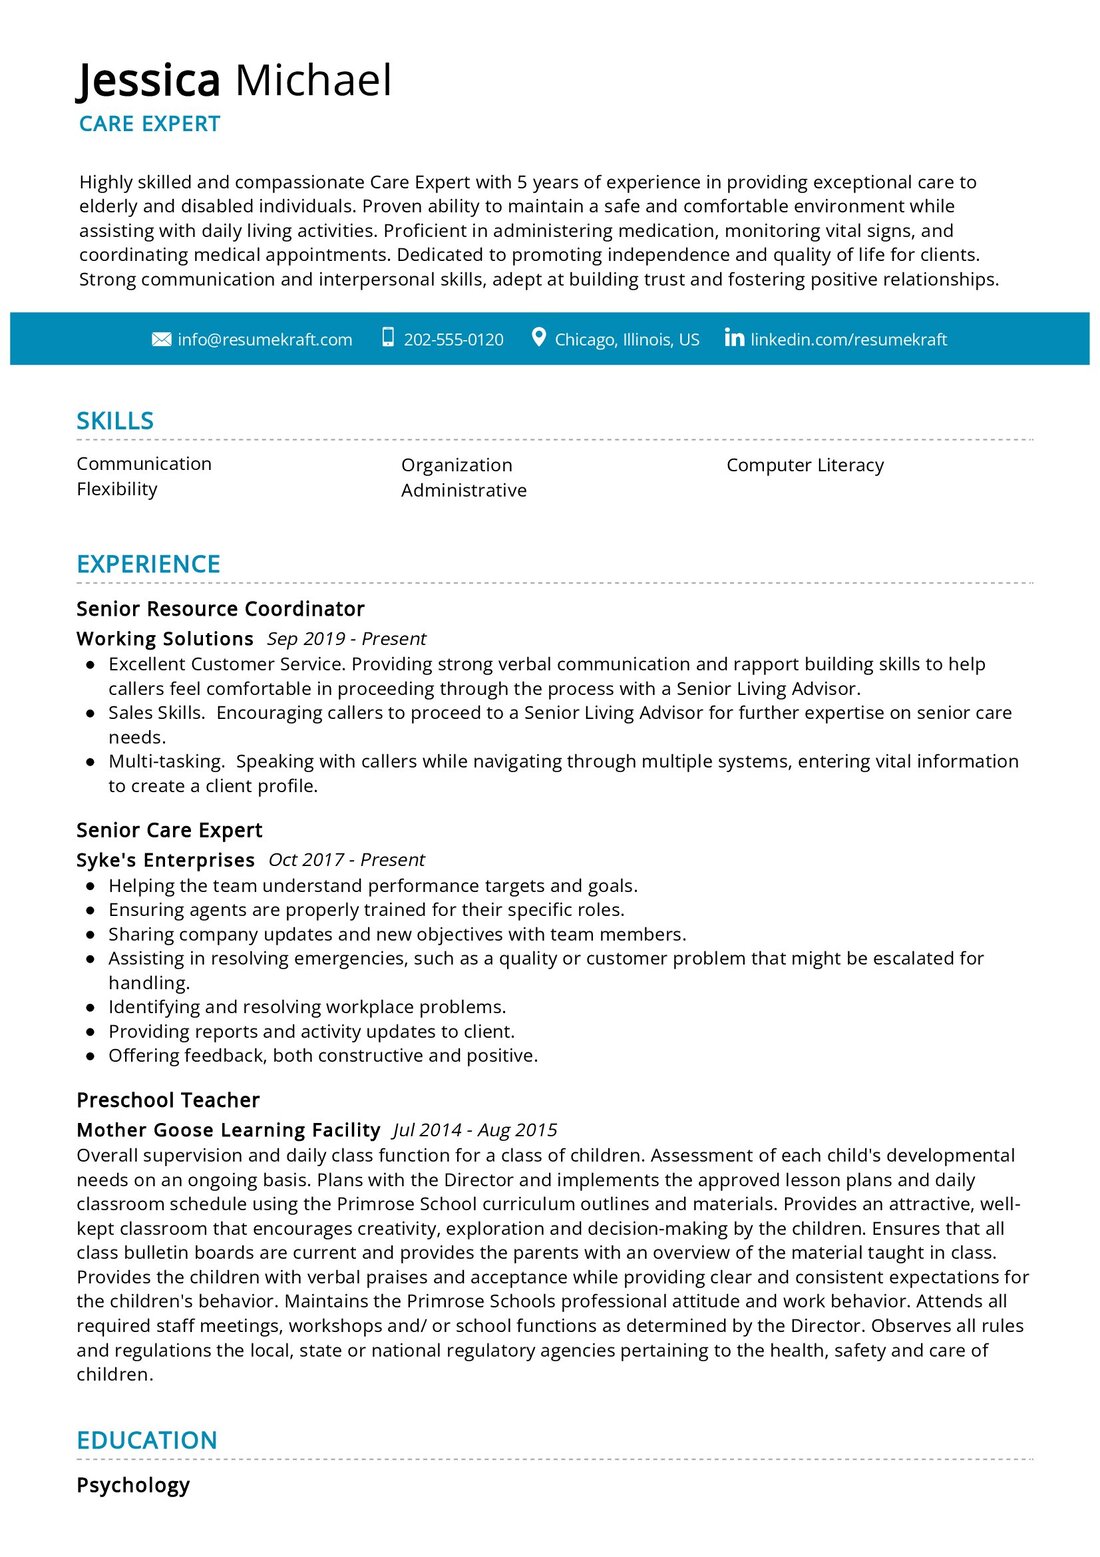 Jessica Michael
CARE EXPERT
Highly skilled and compassionate Care Expert with 5 years of experience in providing exceptional care to
elderly and disabled individuals. Proven ability to maintain a safe and comfortable environment while
assisting with daily living activities. Proficient in administering medication, monitoring vital signs, and
coordinating medical appointments. Dedicated to promoting independence and quality of life for clients.
Strong communication and interpersonal skills, adept at building trust and fostering positive relationships.
info@resumekraft.com 202-555-0120 Chicago, Illinois, US in linkedin.com/resumekraft
SKILLS
Communication Organization Computer Literacy
Flexibility Administrative
EXPERIENCE
Senior Resource Coordinator
Working Solutions Sep 2019 - Present
● Excellent Customer Service. Providing strong verbal communication and rapport building skills to help
callers feel comfortable in proceeding through the process with a Senior Living Advisor.
● Sales Skills.  Encouraging callers to proceed to a Senior Living Advisor for further expertise on senior care
needs.
● Multi-tasking.  Speaking with callers while navigating through multiple systems, entering vital information
to create a client profile.
Senior Care Expert
Syke's Enterprises Oct 2017 - Present
● Helping the team understand performance targets and goals.
● Ensuring agents are properly trained for their specific roles.
● Sharing company updates and new objectives with team members.
● Assisting in resolving emergencies, such as a quality or customer problem that might be escalated for
handling.
● Identifying and resolving workplace problems.
● Providing reports and activity updates to client.
● Offering feedback, both constructive and positive.
Preschool Teacher
Mother Goose Learning Facility Jul 2014 - Aug 2015
Overall supervision and daily class function for a class of children. Assessment of each child's developmental
needs on an ongoing basis. Plans with the Director and implements the approved lesson plans and daily
classroom schedule using the Primrose School curriculum outlines and materials. Provides an attractive, well-
kept classroom that encourages creativity, exploration and decision-making by the children. Ensures that all
class bulletin boards are current and provides the parents with an overview of the material taught in class.
Provides the children with verbal praises and acceptance while providing clear and consistent expectations for
the children's behavior. Maintains the Primrose Schools professional attitude and work behavior. Attends all
required staff meetings, workshops and/ or school functions as determined by the Director. Observes all rules
and regulations the local, state or national regulatory agencies pertaining to the health, safety and care of
children.
EDUCATION
Psychology